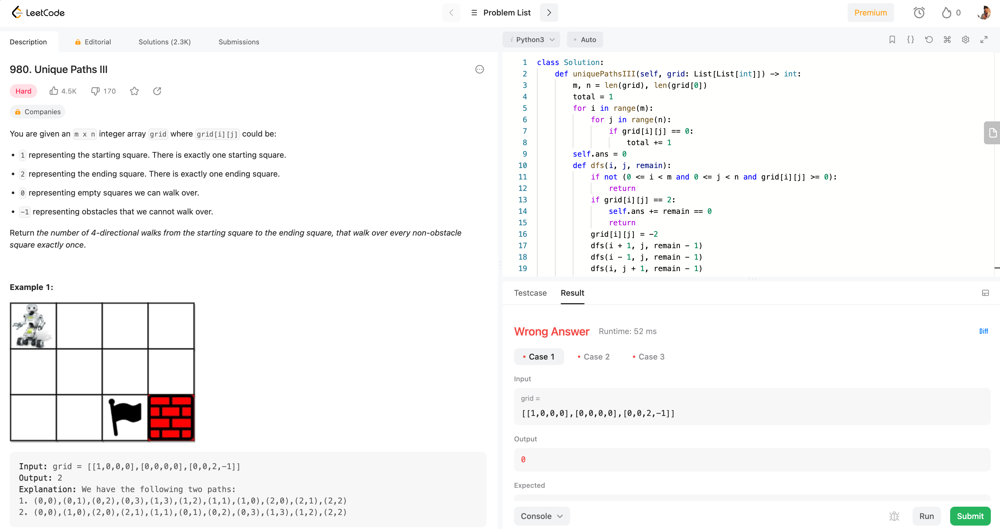 LeetCode
Problem List
Premium
0
Description
Editorial
Solutions (2.3K)
Submissions
980. Unique Paths III
Hard
4.5K
170
Companies
You are given an m x n integer array grid where grid[i][j] could be:
• 1 representing the starting square. There is exactly one starting square.
• 2 representing the ending square. There is exactly one ending square.
• 0 representing empty squares we can walk over.
• -1 representing obstacles that we cannot walk over.
Return the number of 4-directional walks from the starting square to the ending square, that walk over every non-obstacle
square exactly once.
Example 1:
Input: grid = [[1,0,0,0],[0,0,0,0],[0,0,2,-1]]
Output: 2
Explanation: We have the following two paths:
1. (0,0),(0,1),(0,2),(0,3),(1,3),(1,2),(1,1),(1,0),(2,0),(2,1),(2,2)
2. (0,0),(1,0),(2,0),(2,1),(1,1),(0,1),(0,2),(0,3),(1,3),(1,2),(2,2)
i Python3
• Auto
1 class Solution:
2 def uniquePathsIII(self, grid: List[List[int]]) -> int:
3 m, n = len(grid), len(grid[0])
4 total = 1
5 for i in range(m):
6 for j in range(n):
7 if grid[i][j] == 0:
8 total += 1
9 self.ans = 0
10 def dfs(i, j, remain):
11 if not (0 <= i < m and 0 <= j < n and grid[i][j] >= 0):
12 return
13 if grid[i][j] == 2:
14 self.ans += remain == 0
15 return
16 grid[i][j] = -2
17 dfs(i + 1, j, remain - 1)
18 dfs(i - 1, j, remain - 1)
19 dfs(i, j + 1, remain - 1)
Testcase
Result
Wrong Answer
Runtime: 52 ms
Diff
• Case 1
• Case 2
• Case 3
Input
grid =
[[1,0,0,0],[0,0,0,0],[0,0,2,-1]]
Output
0
Expected
Console
Run
Submit